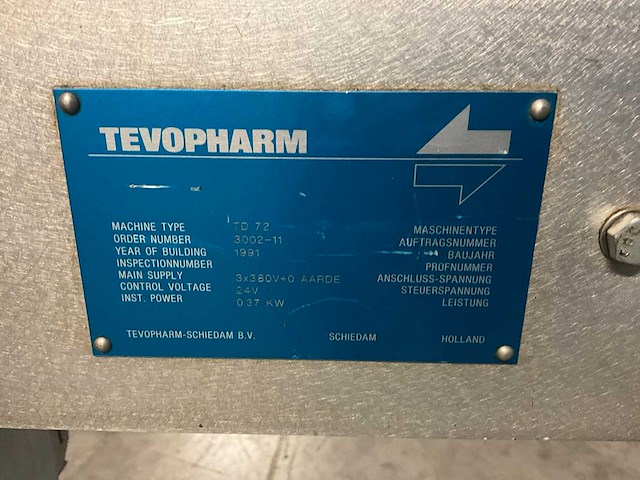 TEVOPHARM
MACHINE TYPE TD 72 MASCHINENTYPE
ORDER NUMBER 3002-11 AUFTRAGSNUMMER
YEAR OF BUILDING 1991 BAUJAHR
INSPECTIONNUMBER PROFNUMMER
MAIN SUPPLY 3x380V+0 AARDE ANSCHLUSS-SPANNUNG
CONTROL VOLTAGE 24V STEUERSPANNUNG
INST. POWER 0.37 KW LEISTUNG
TEVOPHARM-SCHIEDAM B.V. SCHIEDAM HOLLAND